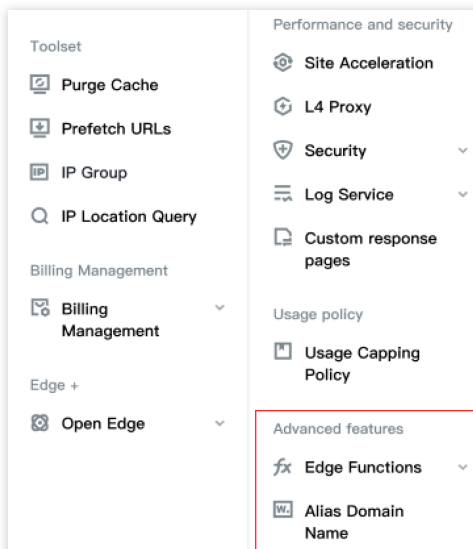 Toolset
Purge Cache
Prefetch URLs
IP
IP Group
IP Location Query
Billing Management
Billing
Management
Edge +
Open Edge
Performance and security
Site Acceleration
L4 Proxy
Security
Log Service
Custom response
pages
Usage policy
Usage Capping
Policy
Advanced features
fx Edge Functions
W. Alias Domain
Name